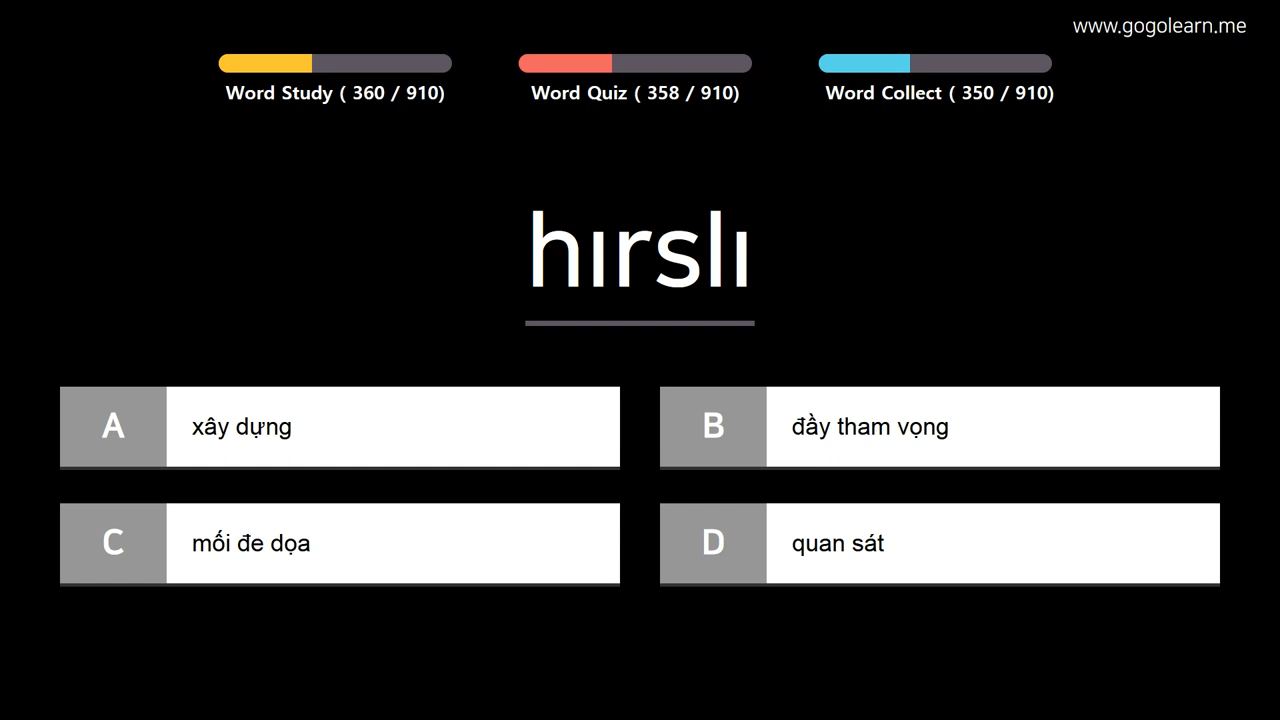 www.gogolearn.me
Word Study ( 360 / 910)
Word Quiz ( 358 / 910)
Word Collect ( 350 / 910)
hırslı
A
xây dựng
B
đầy tham vọng
C
mối đe dọa
D
quan sát